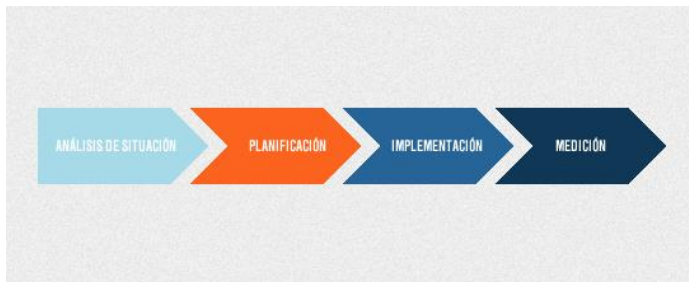 ANÁLISIS DE SITUACIÓN
PLANIFICACIÓN
IMPLEMENTACIÓN
MEDICIÓN